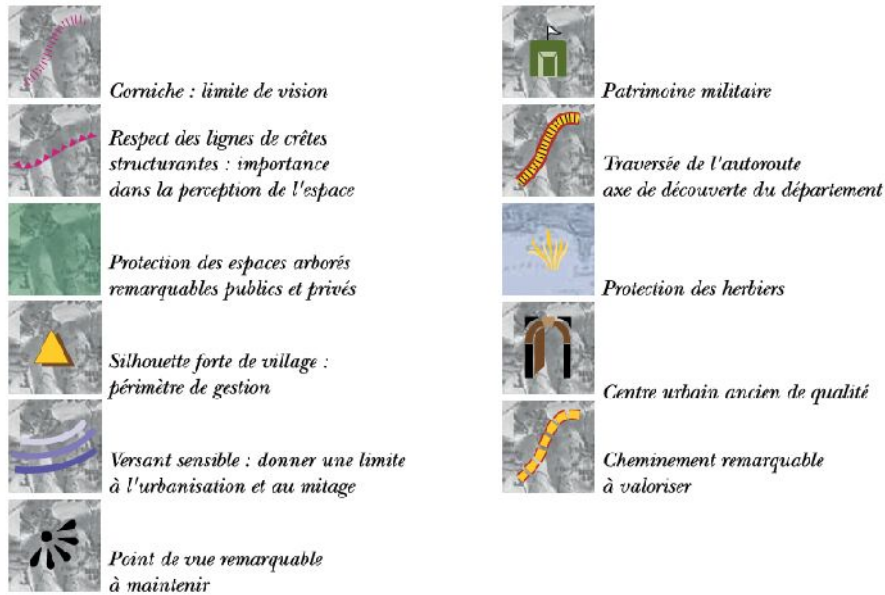 Corniche : limite de vision
Respect des lignes de crêtes
structurantes : importance
dans la perception de l'espace
Protection des espaces arborés
remarquables publics et privés
Silhouette forte de village :
périmètre de gestion
Versant sensible : donner une limite
à l'urbanisation et au mitage
Point de vue remarquable
à maintenir
Patrimoine militaire
Traversée de l'autoroute
axe de découverte du département
Protection des herbiers
Centre urbain ancien de qualité
Cheminement remarquable
à valoriser